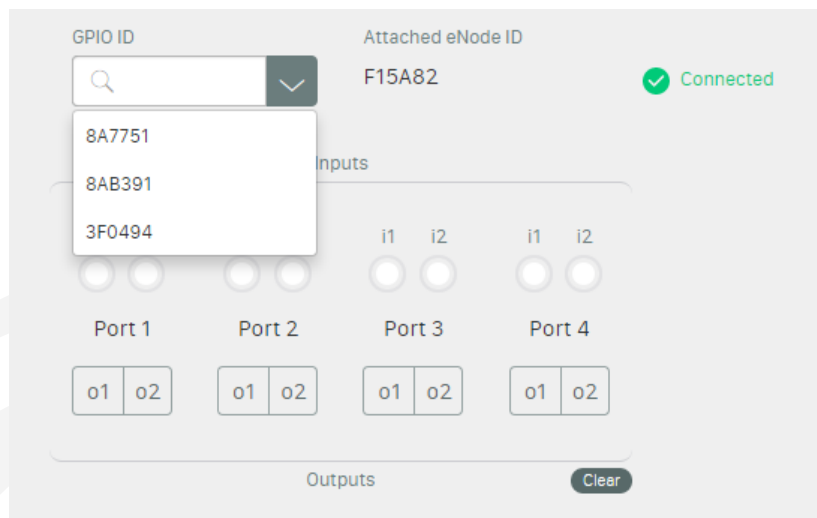 GPIO ID Attached eNode ID
F15A82 Connected
8A7751
Inputs
8AB391
3F0494
i1 i2 i1 i2
Port 1 Port 2 Port 3 Port 4
o1 o2 o1 o2 o1 o2 o1 o2
Outputs Clear